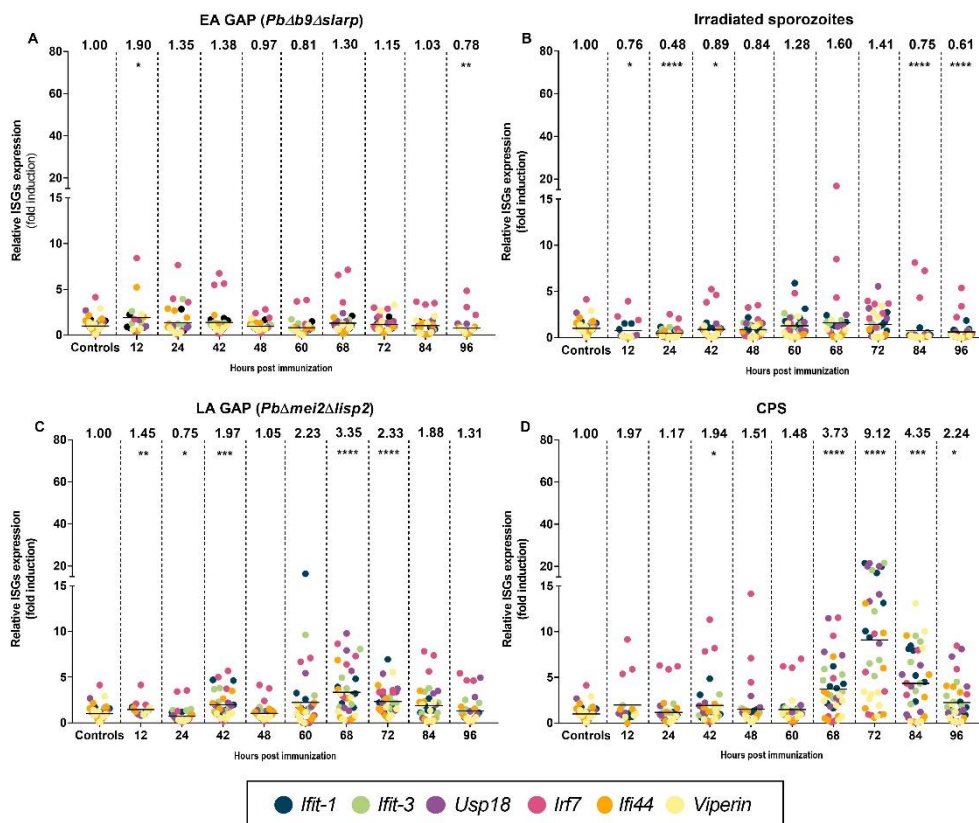 EA GAP (PbΔb9Δslarp)
A
1.00 1.90 1.35 1.38 0.97 0.81 1.30 1.15 1.03 0.78
* **
Relative ISGs expression
(fold induction)
80
60
40
20
15
10
5
0
Controls 12 24 42 48 60 68 72 84 96
Hours post immunization
Irradiated sporozoites
B
1.00 0.76 0.48 0.89 0.84 1.28 1.60 1.41 0.75 0.61
* **** * **** ****
Relative ISGs expression
(fold induction)
80
60
40
20
15
10
5
0
Controls 12 24 42 48 60 68 72 84 96
Hours post immunization
LA GAP (PbΔmei2Δlisp2)
C
1.00 1.45 0.75 1.97 1.05 2.23 3.35 2.33 1.88 1.31
** * *** **** ****
Relative ISGs expression
(fold induction)
80
60
40
20
15
10
5
0
Controls 12 24 42 48 60 68 72 84 96
Hours post immunization
CPS
D
1.00 1.97 1.17 1.94 1.51 1.48 3.73 9.12 4.35 2.24
* **** **** *** *
Relative ISGs expression
(fold induction)
80
60
40
20
15
10
5
0
Controls 12 24 42 48 60 68 72 84 96
Hours post immunization
Ifit-1 Ifit-3 Usp18 Irf7 Ifi44 Viperin